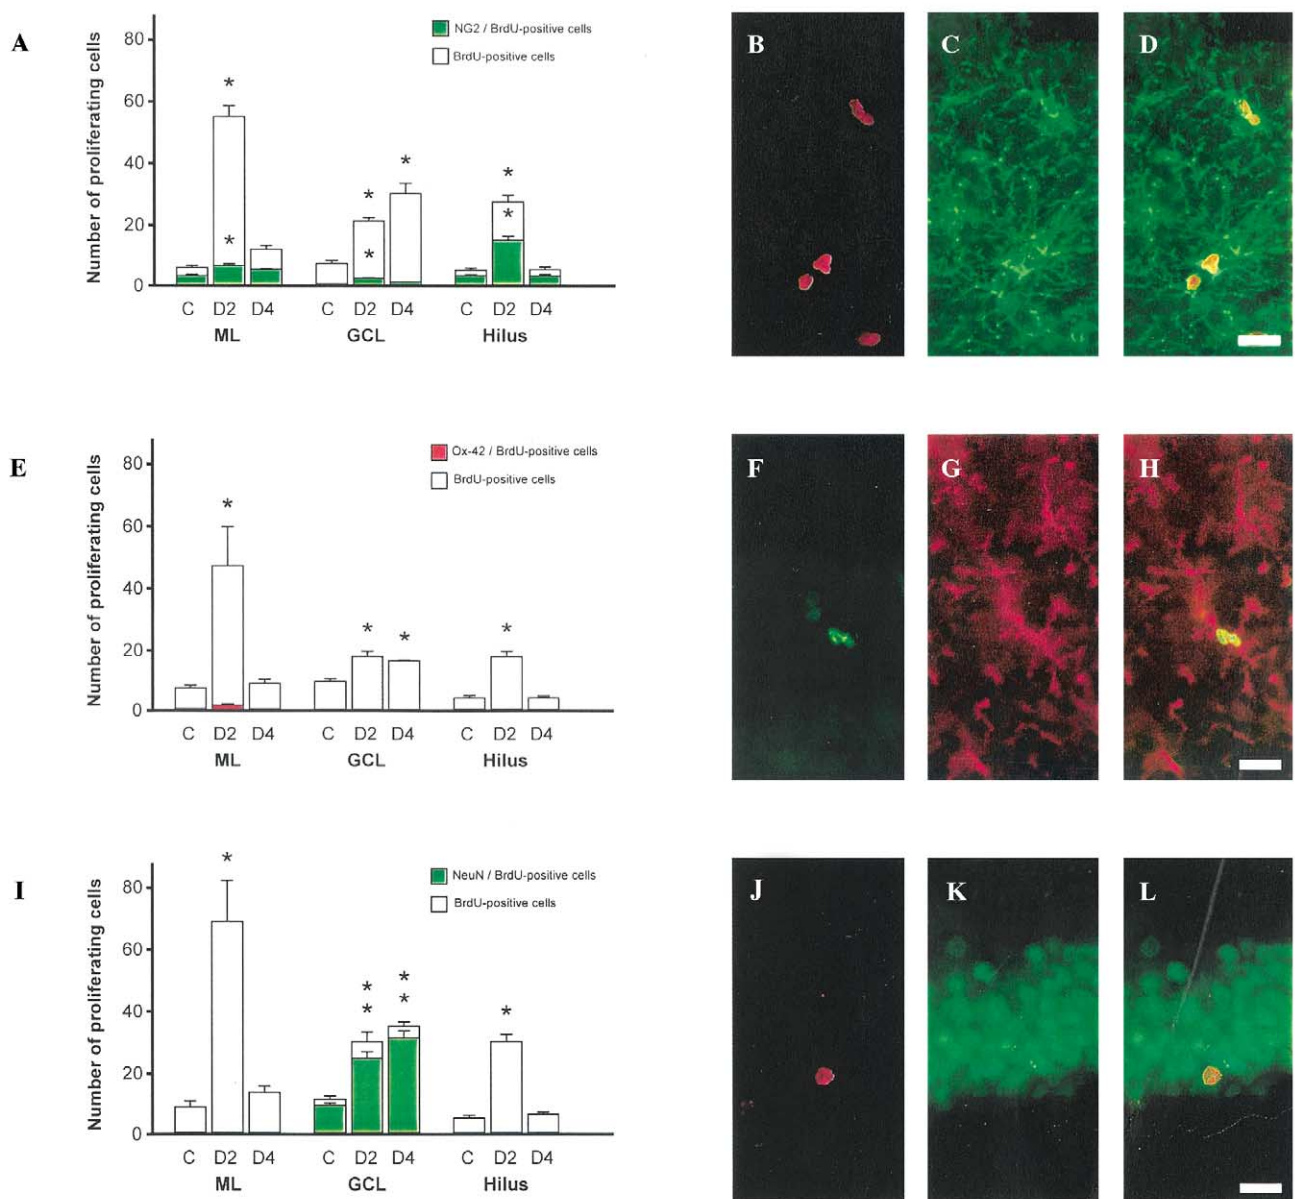 A
Number of proliferating cells
80
60
40
20
0
NG2 / BrdU-positive cells
BrdU-positive cells
*
*
*
*
*
*
*
C D2 D4 C D2 D4 C D2 D4
ML GCL Hilus
B C D
E
Number of proliferating cells
80
60
40
20
0
Ox-42 / BrdU-positive cells
BrdU-positive cells
*
*
*
*
C D2 D4 C D2 D4 C D2 D4
ML GCL Hilus
F G H
I
Number of proliferating cells
80
60
40
20
0
NeuN / BrdU-positive cells
BrdU-positive cells
*
*
*
*
*
*
C D2 D4 C D2 D4 C D2 D4
ML GCL Hilus
J K L